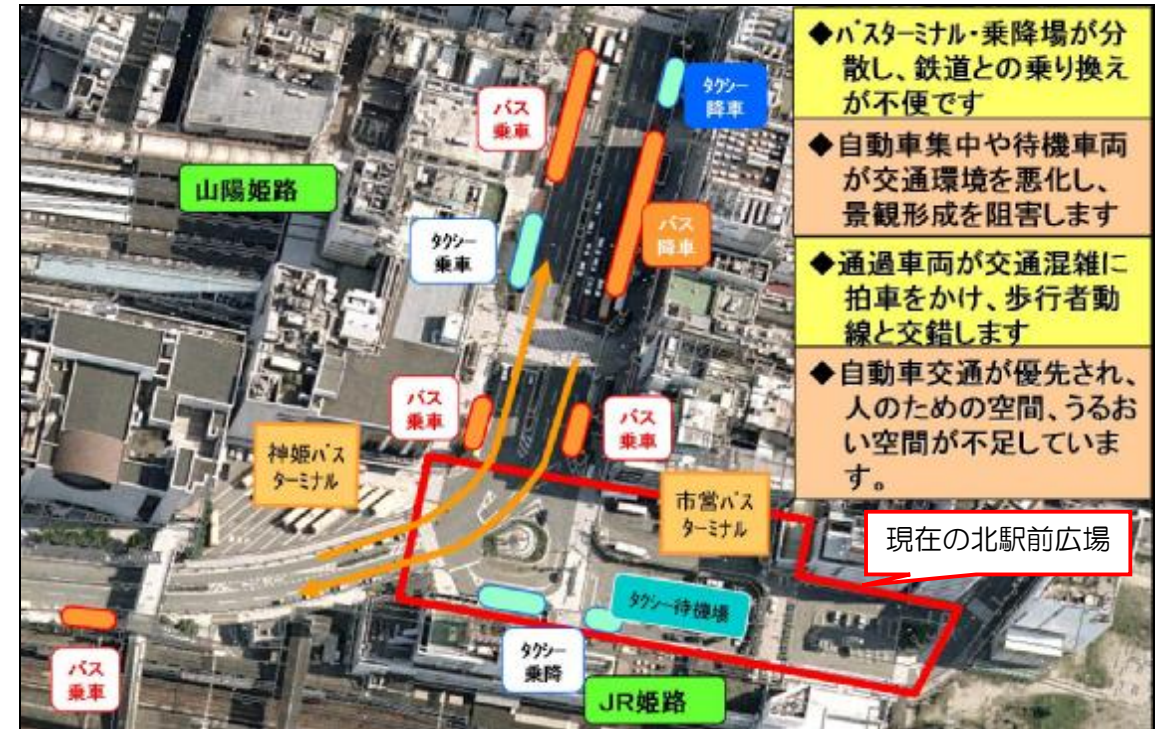 ◆バスターミナル・乗降場が分
散し、鉄道との乗り換え
が不便です
◆自動車集中や待機車両
が交通環境を悪化し、
景観形成を阻害します
◆通過車両が交通混雑に
拍車をかけ、歩行者動
線と交錯します
◆自動車交通が優先され、
人のための空間、うるお
い空間が不足していま
す。
タクシー
降車
バス
乗車
山陽姫路
タクシー
乗車
バス
降車
バス
乗車
バス
乗車
神姫バス
ターミナル
市営バス
ターミナル
現在の北駅前広場
タクシー待機場
タクシー
乗降
バス
乗車
JR姫路